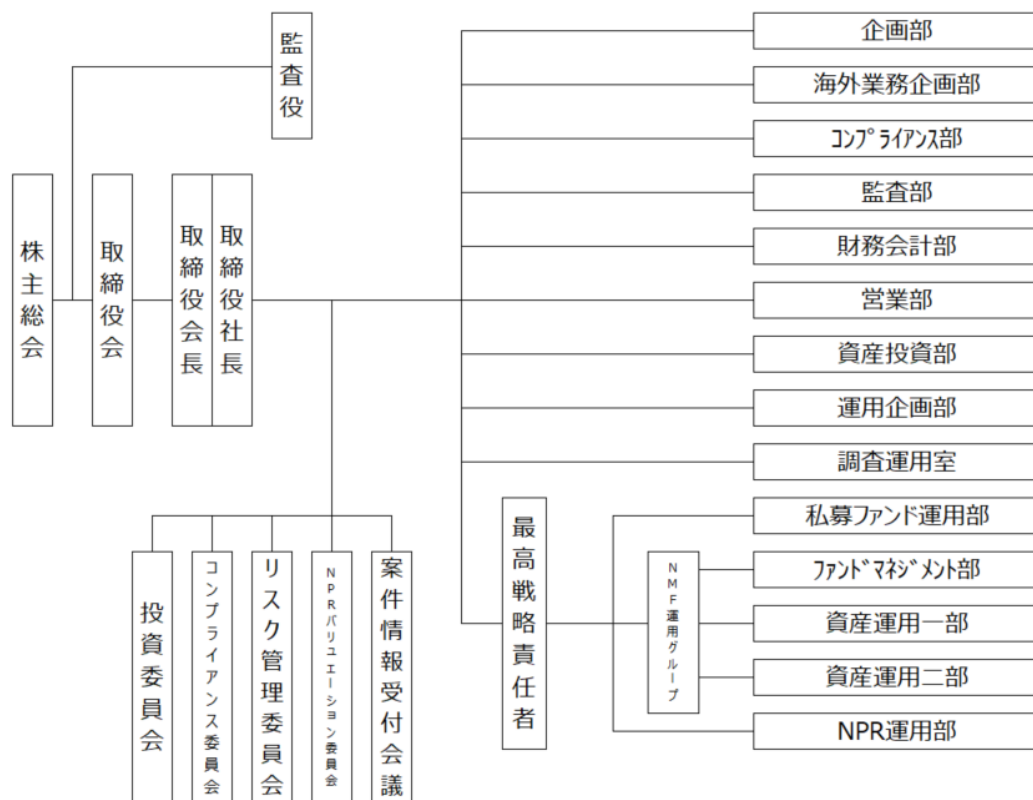 監査役
株主総会
取締役会
取締役会長
取締役社長
企画部
海外業務企画部
コンプライアンス部
監査部
財務会計部
営業部
資産投資部
運用企画部
調査運用室
最高戦略責任者
私募ファンド運用部
NMF運用グループ
ファンドマネジメント部
資産運用一部
資産運用二部
NPR運用部
投資委員会
コンプライアンス委員会
リスク管理委員会
NPRバリュエーション委員会
案件情報受付会議